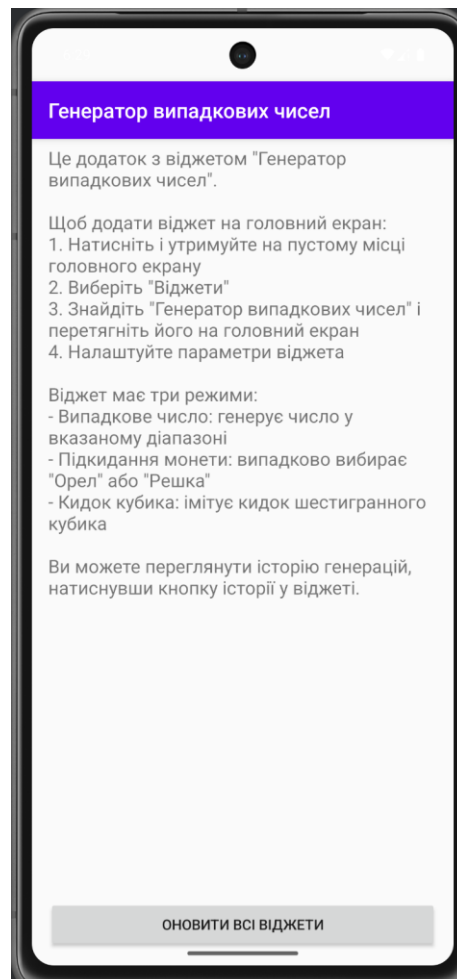 Генератор випадкових чисел
Це додаток з віджетом "Генератор
випадкових чисел".
Щоб додати віджет на головний екран:
1. Натисніть і утримуйте на пустому місці
головного екрану
2. Виберіть "Віджети"
3. Знайдіть "Генератор випадкових чисел" і
перетягніть його на головний екран
4. Налаштуйте параметри віджета
Віджет має три режими:
- Випадкове число: генерує число у
вказаному діапазоні
- Підкидання монети: випадково вибирає
"Орел" або "Решка"
- Кидок кубика: імітує кидок шестигранного
кубика
Ви можете переглянути історію генерацій,
натиснувши кнопку історії у віджеті.
ОНОВИТИ ВСІ ВІДЖЕТИ